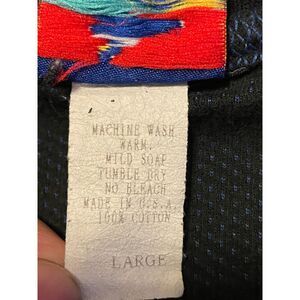 MACHINE WASH
WARM.
MILD SOAP
TUMBLE DRY
NO BLEACH
MADE IN U.S.A.
100% COTTON
LARGE